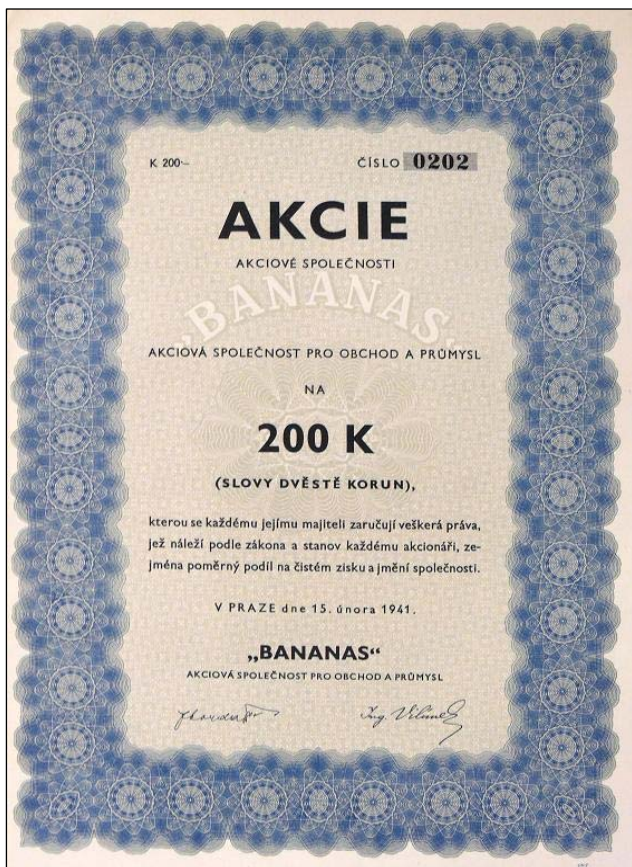 K 200·–
ČÍSLO 0202
AKCIE
AKCIOVÉ SPOLEČNOSTI
„BANANAS“
AKCIOVÁ SPOLEČNOST PRO OBCHOD A PRŮMYSL
NA
200 K
(SLOVY DVĚSTĚ KORUN),
kterou se každému jejímu majiteli zaručují veškerá práva,
jež náleží podle zákona a stanov každému akcionáři, ze-
jména poměrný podíl na čistém zisku a jmění společnosti.
V PRAZE dne 15. února 1941.
„BANANAS“
AKCIOVÁ SPOLEČNOST PRO OBCHOD A PRŮMYSL
Ing.